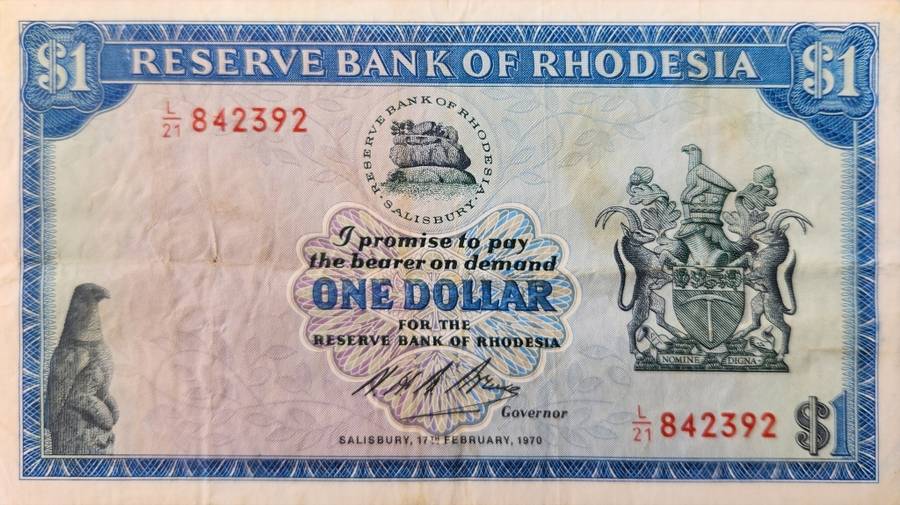 $1 RESERVE BANK OF RHODESIA $1
L/21 842392
RESERVE BANK OF RHODESIA
SALISBURY
I promise to pay
the bearer on demand
ONE DOLLAR
FOR THE
RESERVE BANK OF RHODESIA
Governor
SALISBURY, 17TH FEBRUARY, 1970
NOMINE DIGNA
L/21 842392
$1